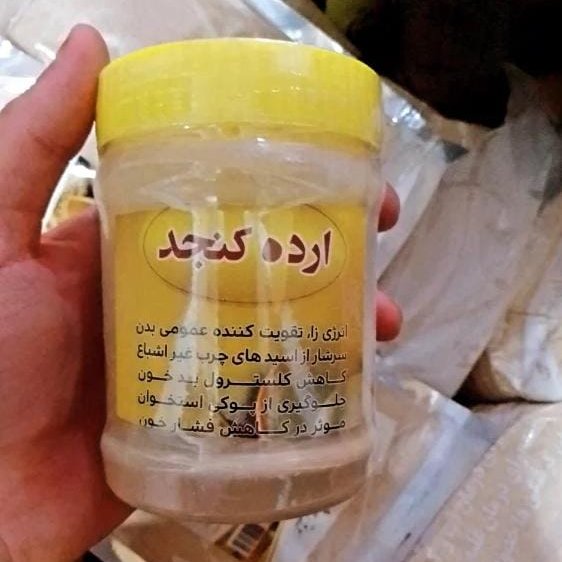 ارده کنجد
انرژی زا، تقویت کننده عمومی بدن
سرشار از اسید های چرب غیر اشباع
کاهش کلسترول بد خون
جلوگیری از پوکی استخوان
موثر در کاهش فشار خون